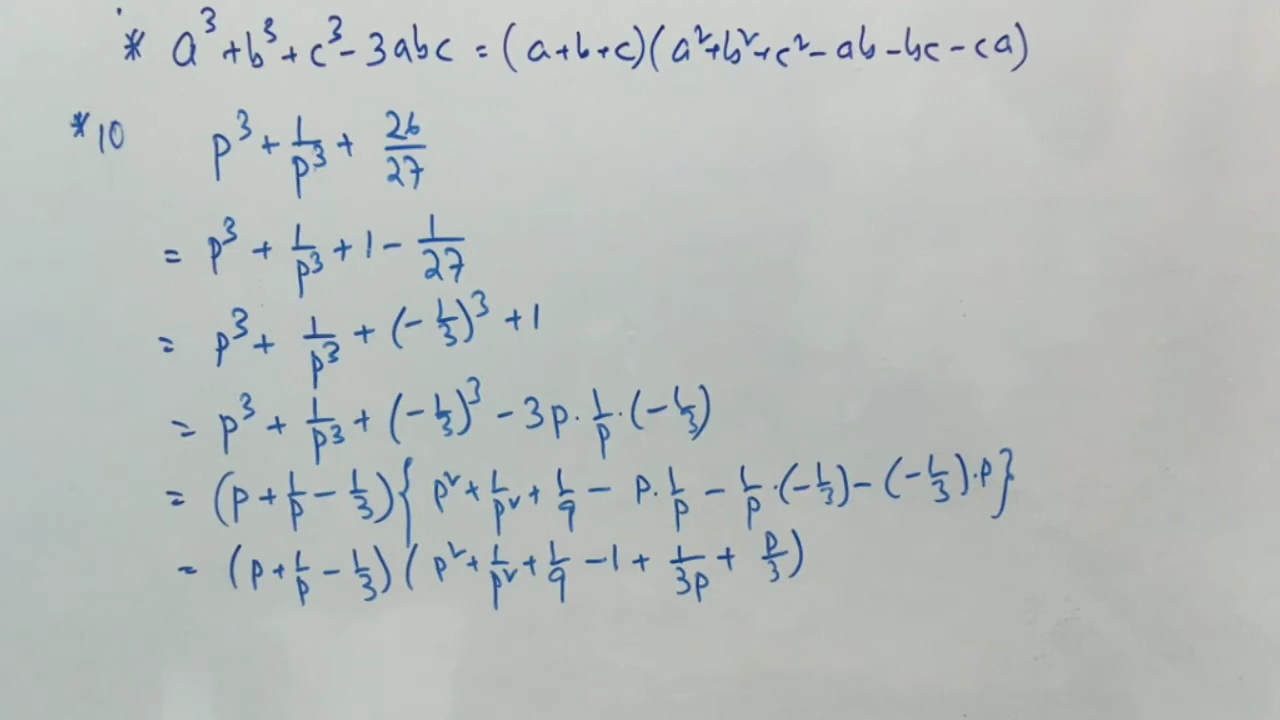 * a³+b³+c³-3abc = (a+b+c)(a²+b²+c²-ab-bc-ca)
*10 p³ + 1/p³ + 26/27
= p³ + 1/p³ + 1 - 1/27
= p³ + 1/p³ + (-1/3)³ + 1
= p³ + 1/p³ + (-1/3)³ - 3p · 1/p · (-1/3)
= (p + 1/p - 1/3){ p² + 1/p² + 1/9 - p · 1/p - 1/p · (-1/3) - (-1/3) · p}
= (p + 1/p - 1/3)( p² + 1/p² + 1/9 - 1 + 1/3p + p/3)